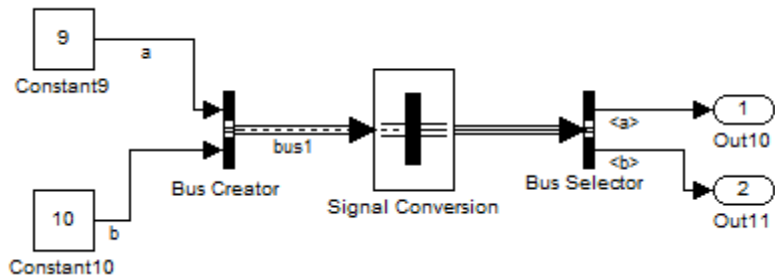 9
a
Constant9
bus1
Bus Creator
Signal Conversion
<a>
<b>
Bus Selector
1
Out10
2
Out11
10
b
Constant10